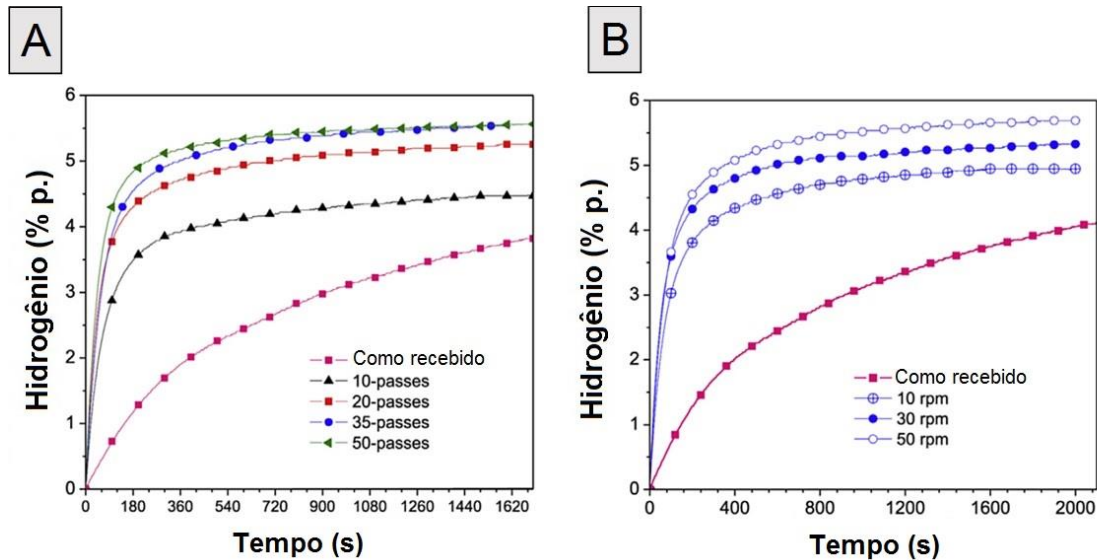 A
6
5
4
3
2
1
0
Hidrogênio (% p.)
Como recebido
10-passes
20-passes
35-passes
50-passes
0 180 360 540 720 900 1080 1260 1440 1620
Tempo (s)
B
6
5
4
3
2
1
0
Hidrogênio (% p.)
Como recebido
10 rpm
30 rpm
50 rpm
0 400 800 1200 1600 2000
Tempo (s)